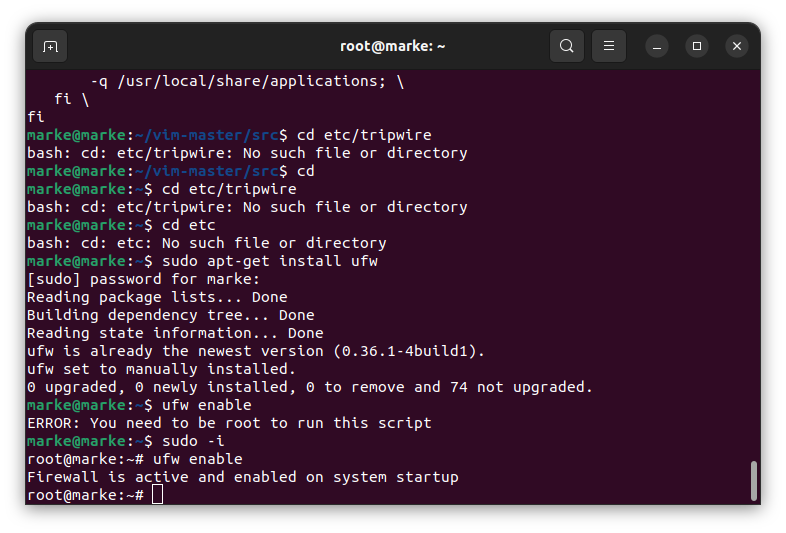 root@marke: ~
-q /usr/local/share/applications; \
fi \
fi
marke@marke:~/vim-master/src$ cd etc/tripwire
bash: cd: etc/tripwire: No such file or directory
marke@marke:~/vim-master/src$ cd
marke@marke:~$ cd etc/tripwire
bash: cd: etc/tripwire: No such file or directory
marke@marke:~$ cd etc
bash: cd: etc: No such file or directory
marke@marke:~$ sudo apt-get install ufw
[sudo] password for marke:
Reading package lists... Done
Building dependency tree... Done
Reading state information... Done
ufw is already the newest version (0.36.1-4build1).
ufw set to manually installed.
0 upgraded, 0 newly installed, 0 to remove and 74 not upgraded.
marke@marke:~$ ufw enable
ERROR: You need to be root to run this script
marke@marke:~$ sudo -i
root@marke:~# ufw enable
Firewall is active and enabled on system startup
root@marke:~#